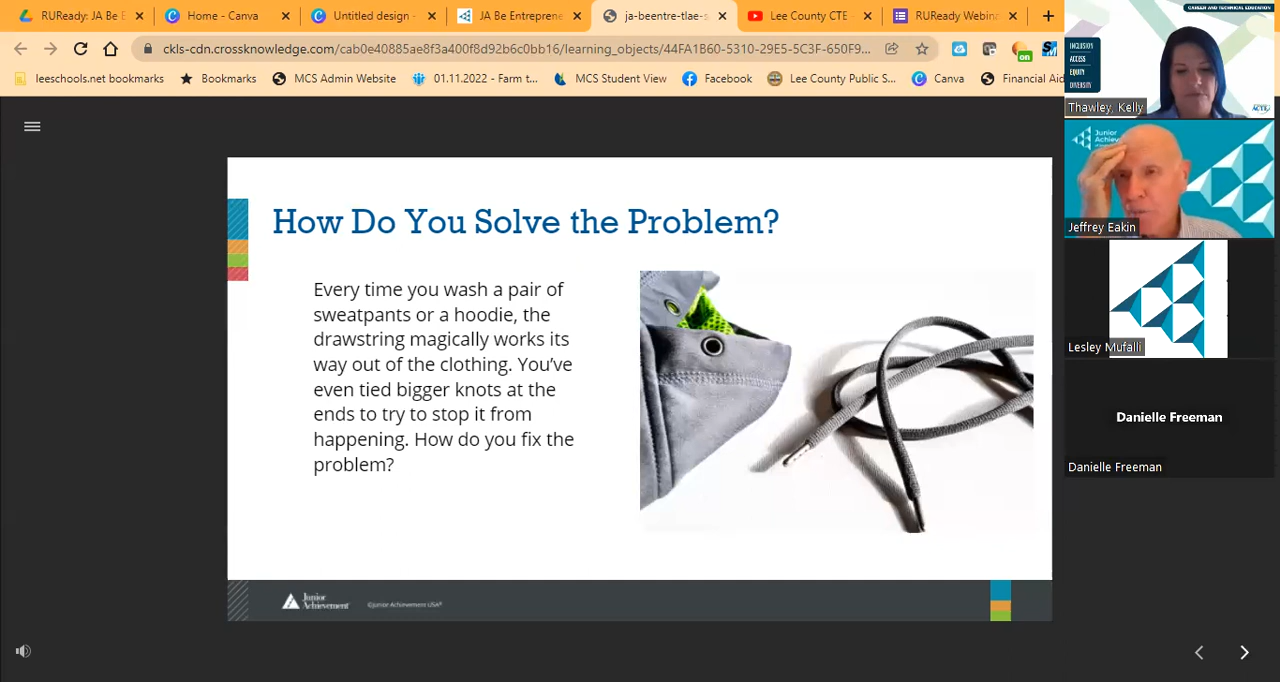 RUReady: JA Be E
Home - Canva
Untitled design -
JA Be Entreprene
ja-beentre-tlae-s
Lee County CTE -
RUReady Webina
ckls-cdn.crossknowledge.com/cab0e40885ae8f3a400f8d92b6c0bb16/learning_objects/44FA1B60-5310-29E5-5C3F-650F9...
on
leeschools.net bookmarks
Bookmarks
MCS Admin Website
01.11.2022 - Farm t...
MCS Student View
Facebook
Lee County Public S...
Canva
Financial Aid
CAREER AND TECHNICAL EDUCATION
INCLUSION
ACCESS
EQUITY
DIVERSITY
ACTE
Thawley, Kelly
Junior
Achiev
Jeffrey Eakin
Lesley Mufalli
Danielle Freeman
Danielle Freeman
How Do You Solve the Problem?
Every time you wash a pair of
sweatpants or a hoodie, the
drawstring magically works its
way out of the clothing. You’ve
even tied bigger knots at the
ends to try to stop it from
happening. How do you fix the
problem?
Junior
Achievement
©Junior Achievement USA®